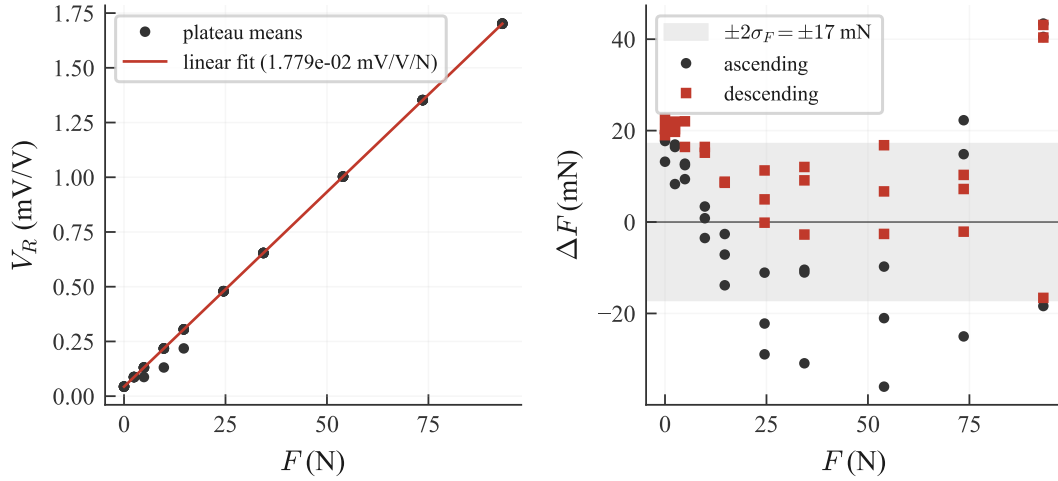 1.75
1.50
1.25
1.00
0.75
0.50
0.25
0.00
V_R (mV/V)
plateau means
linear fit (1.779e-02 mV/V/N)
0 25 50 75
F (N)
40
20
0
−20
ΔF (mN)
±2σ_F = ±17 mN
ascending
descending
0 25 50 75
F (N)